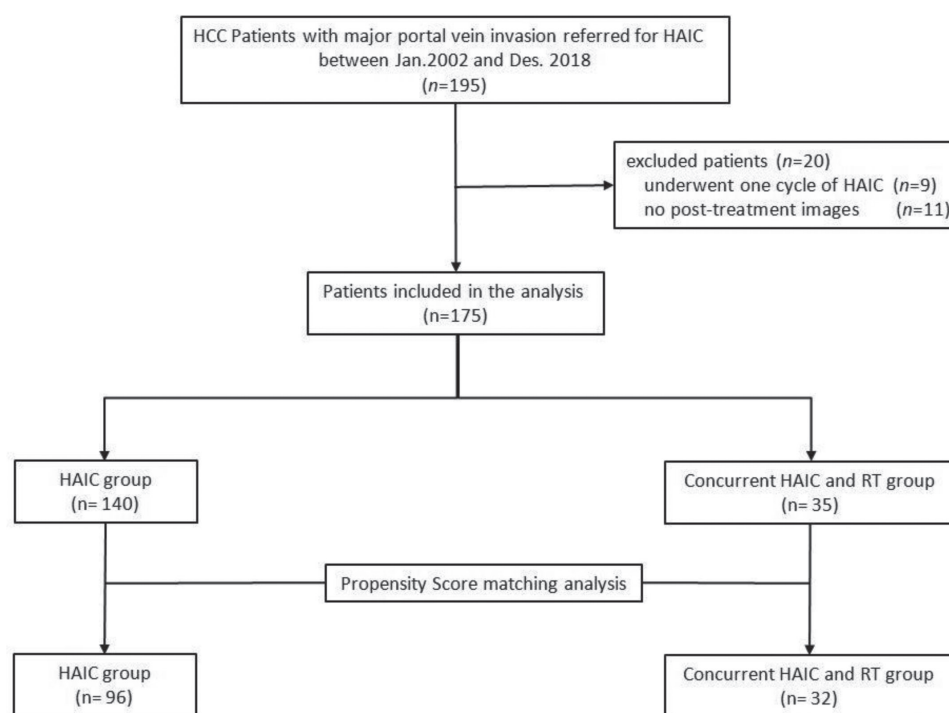 HCC Patients with major portal vein invasion referred for HAIC
between Jan.2002 and Des. 2018
(n=195)
excluded patients (n=20)
underwent one cycle of HAIC (n=9)
no post-treatment images (n=11)
Patients included in the analysis
(n=175)
HAIC group
(n= 140)
Concurrent HAIC and RT group
(n= 35)
Propensity Score matching analysis
HAIC group
(n= 96)
Concurrent HAIC and RT group
(n= 32)